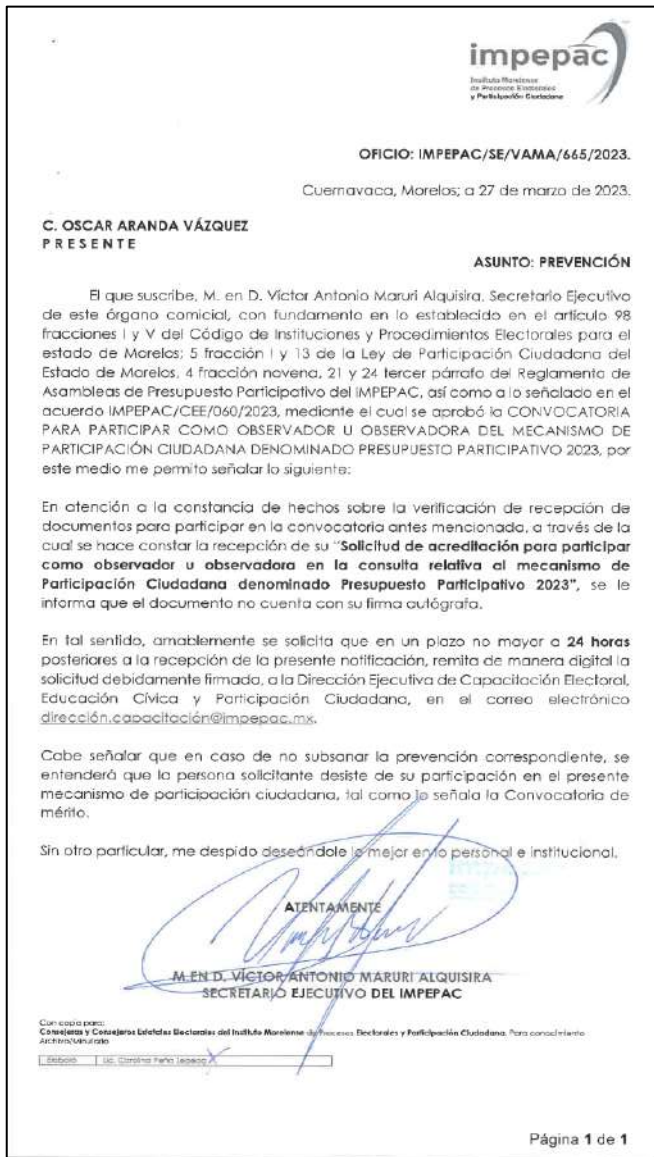 impepac
Instituto Morelense
de Procesos Electorales
y Participación Ciudadana
OFICIO: IMPEPAC/SE/VAMA/665/2023.
Cuernavaca, Morelos; a 27 de marzo de 2023.
C. OSCAR ARANDA VÁZQUEZ
P R E S E N T E
ASUNTO: PREVENCIÓN
El que suscribe, M. en D. Víctor Antonio Maruri Alquisira, Secretario Ejecutivo
de este órgano comicial, con fundamento en lo establecido en el artículo 98
fracciones I y V del Código de Instituciones y Procedimientos Electorales para el
estado de Morelos; 5 fracción I y 13 de la Ley de Participación Ciudadana del
Estado de Morelos, 4 fracción novena, 21 y 24 tercer párrafo del Reglamento de
Asambleas de Presupuesto Participativo del IMPEPAC, así como a lo señalado en el
acuerdo IMPEPAC/CEE/060/2023, mediante el cual se aprobó la CONVOCATORIA
PARA PARTICIPAR COMO OBSERVADOR U OBSERVADORA DEL MECANISMO DE
PARTICIPACIÓN CIUDADANA DENOMINADO PRESUPUESTO PARTICIPATIVO 2023, por
este medio me permito señalar lo siguiente:
En atención a la constancia de hechos sobre la verificación de recepción de
documentos para participar en la convocatoria antes mencionada, a través de la
cual se hace constar la recepción de su "Solicitud de acreditación para participar
como observador u observadora en la consulta relativa al mecanismo de
Participación Ciudadana denominado Presupuesto Participativo 2023", se le
informa que el documento no cuenta con su firma autógrafa.
En tal sentido, amablemente se solicita que en un plazo no mayor a 24 horas
posteriores a la recepción de la presente notificación, remita de manera digital la
solicitud debidamente firmada, a la Dirección Ejecutiva de Capacitación Electoral,
Educación Cívica y Participación Ciudadana, en el correo electrónico
dirección.capacitación@impepac.mx.
Cabe señalar que en caso de no subsanar la prevención correspondiente, se
entenderá que la persona solicitante desiste de su participación en el presente
mecanismo de participación ciudadana, tal como lo señala la Convocatoria de
mérito.
Sin otro particular, me despido deseándole lo mejor en lo personal e institucional.
ATENTAMENTE
M. EN D. VÍCTOR ANTONIO MARURI ALQUISIRA
SECRETARIO EJECUTIVO DEL IMPEPAC
Con copia para:
Consejeras y Consejeros Estatales Electorales del Instituto Morelense de Procesos Electorales y Participación Ciudadana. Para conocimiento
Archivo/Minutario
Elaboró Lic. Carolina Peña
Página 1 de 1